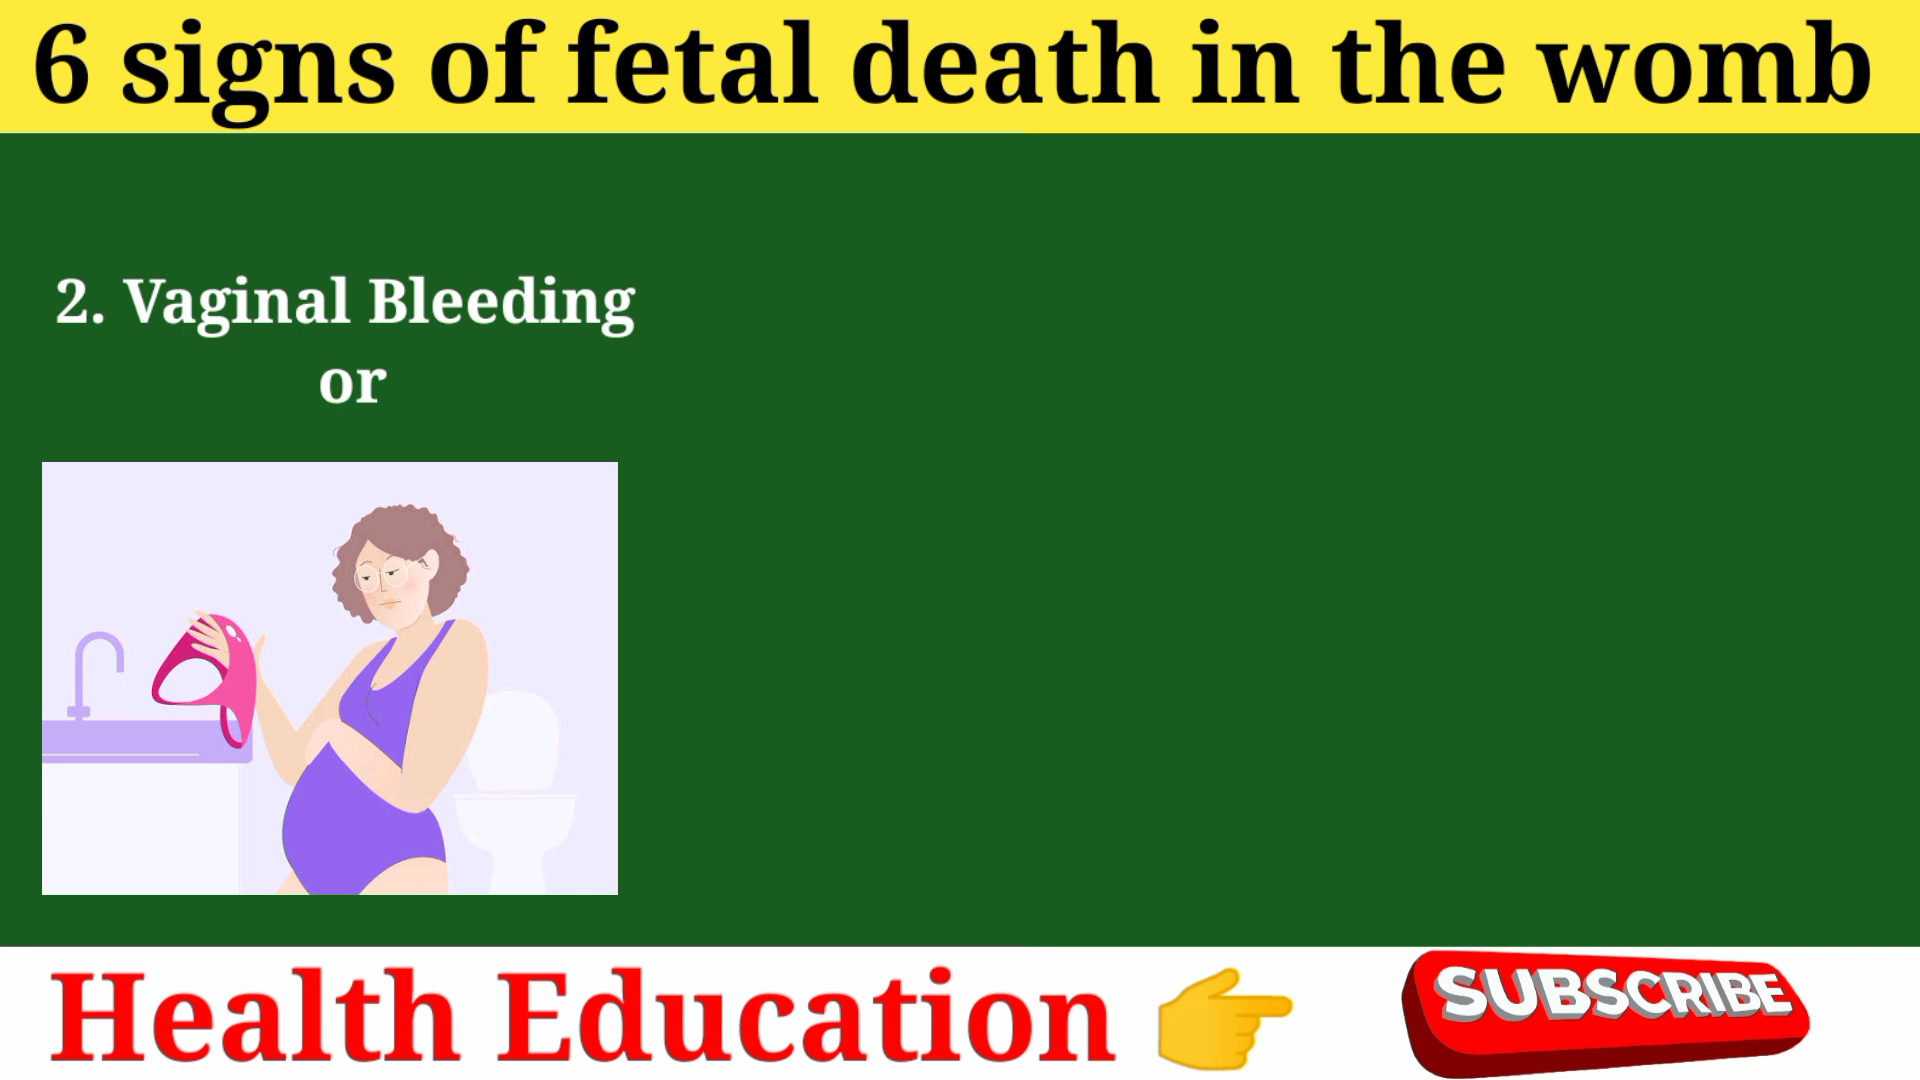 6 signs of fetal death in the womb
2. Vaginal Bleeding
or
Health Education
SUBSCRIBE